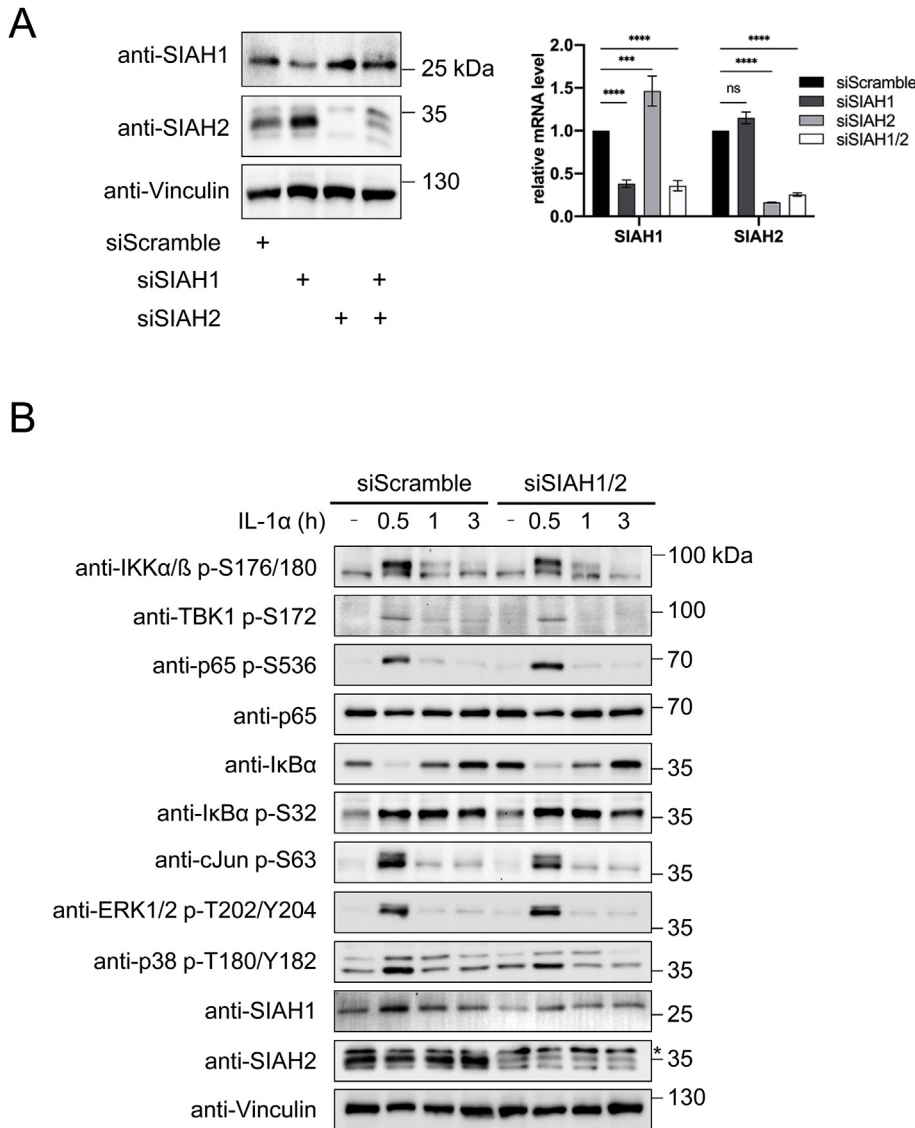 A
anti-SIAH1
25 kDa
anti-SIAH2
35
anti-Vinculin
130
siScramble +
siSIAH1 + +
siSIAH2 + +
relative mRNA level
2.0
1.5
1.0
0.5
0.0
**** *** ****
ns **** ****
SIAH1 SIAH2
siScramble
siSIAH1
siSIAH2
siSIAH1/2
B
siScramble siSIAH1/2
IL-1α (h) - 0.5 1 3 - 0.5 1 3
anti-IKKα/ß p-S176/180 100 kDa
anti-TBK1 p-S172 100
anti-p65 p-S536 70
anti-p65 70
anti-IκBα 35
anti-IκBα p-S32 35
anti-cJun p-S63 35
anti-ERK1/2 p-T202/Y204 35
anti-p38 p-T180/Y182 35
anti-SIAH1 25
anti-SIAH2 * 35
anti-Vinculin 130